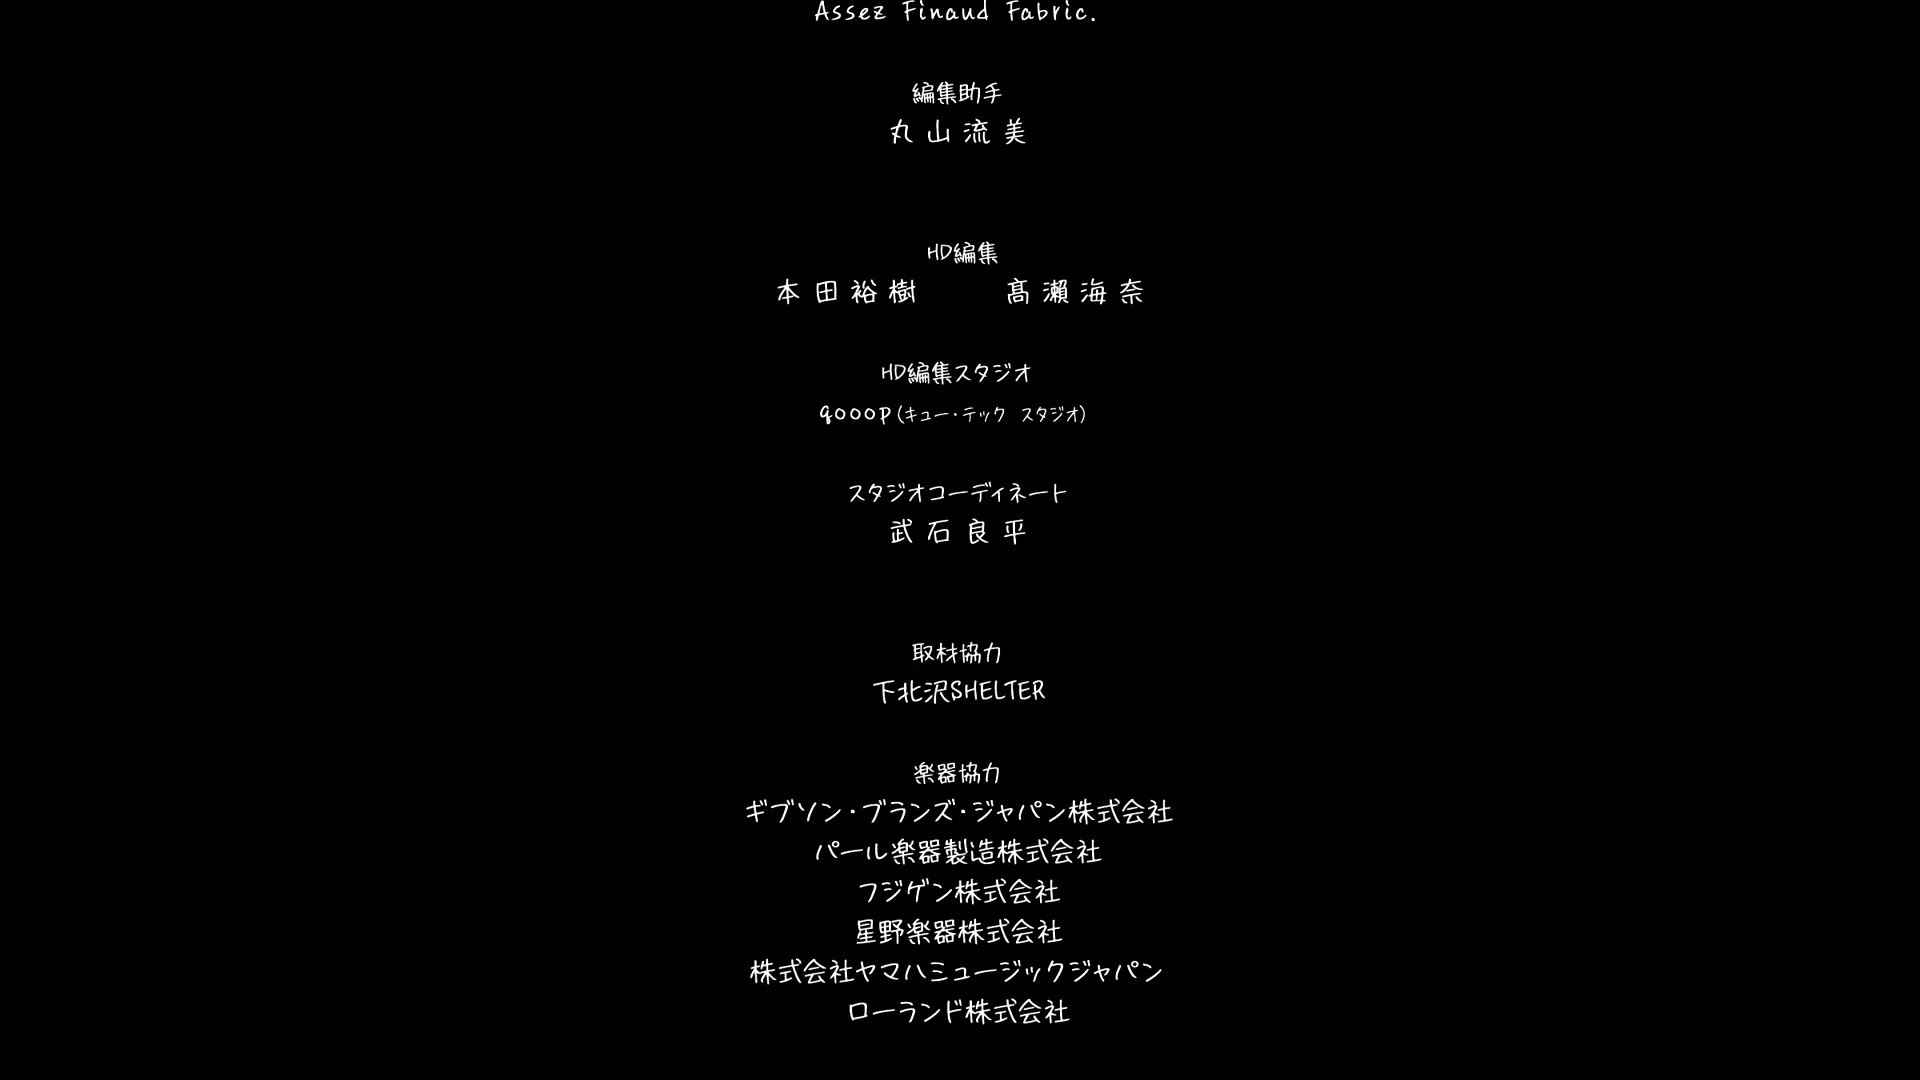 Assez Finaud Fabric.
編集助手
丸山流美
HD編集
本田裕樹 髙瀬海奈
HD編集スタジオ
qooop(キュー・テック スタジオ)
スタジオコーディネート
武石良平
取材協力
下北沢SHELTER
楽器協力
ギブソン・ブランズ・ジャパン株式会社
パール楽器製造株式会社
フジゲン株式会社
星野楽器株式会社
株式会社ヤマハミュージックジャパン
ローランド株式会社